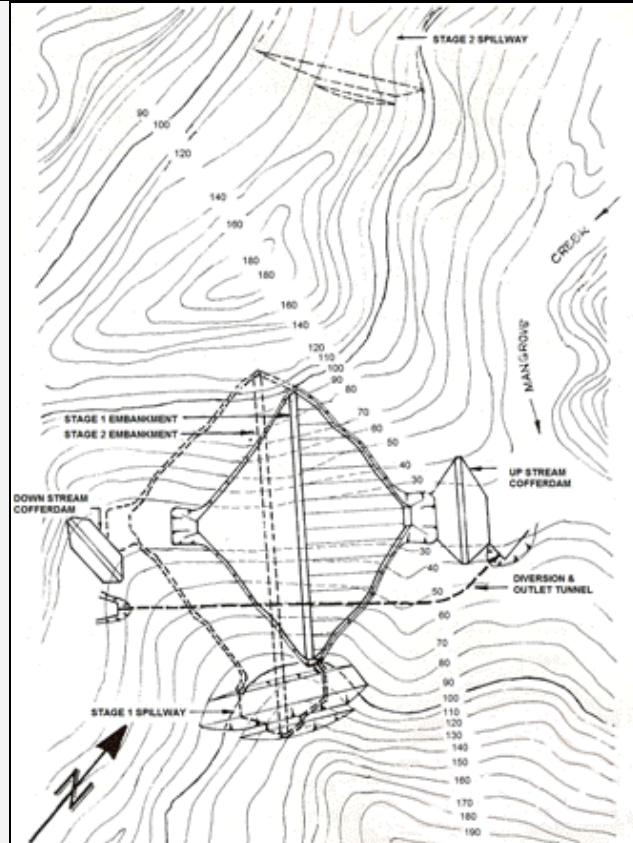 STAGE 2 SPILLWAY
90
100
120
140
160
180
180
160
140
CREEK
MANGROVE
120
110
100
90
80
70
60
50
40
30
STAGE 1 EMBANKMENT
STAGE 2 EMBANKMENT
UP STREAM
COFFERDAM
DOWN STREAM
COFFERDAM
30
40
50
60
70
80
90
100
110
120
130
140
150
160
170
180
190
DIVERSION &
OUTLET TUNNEL
STAGE 1 SPILLWAY
N